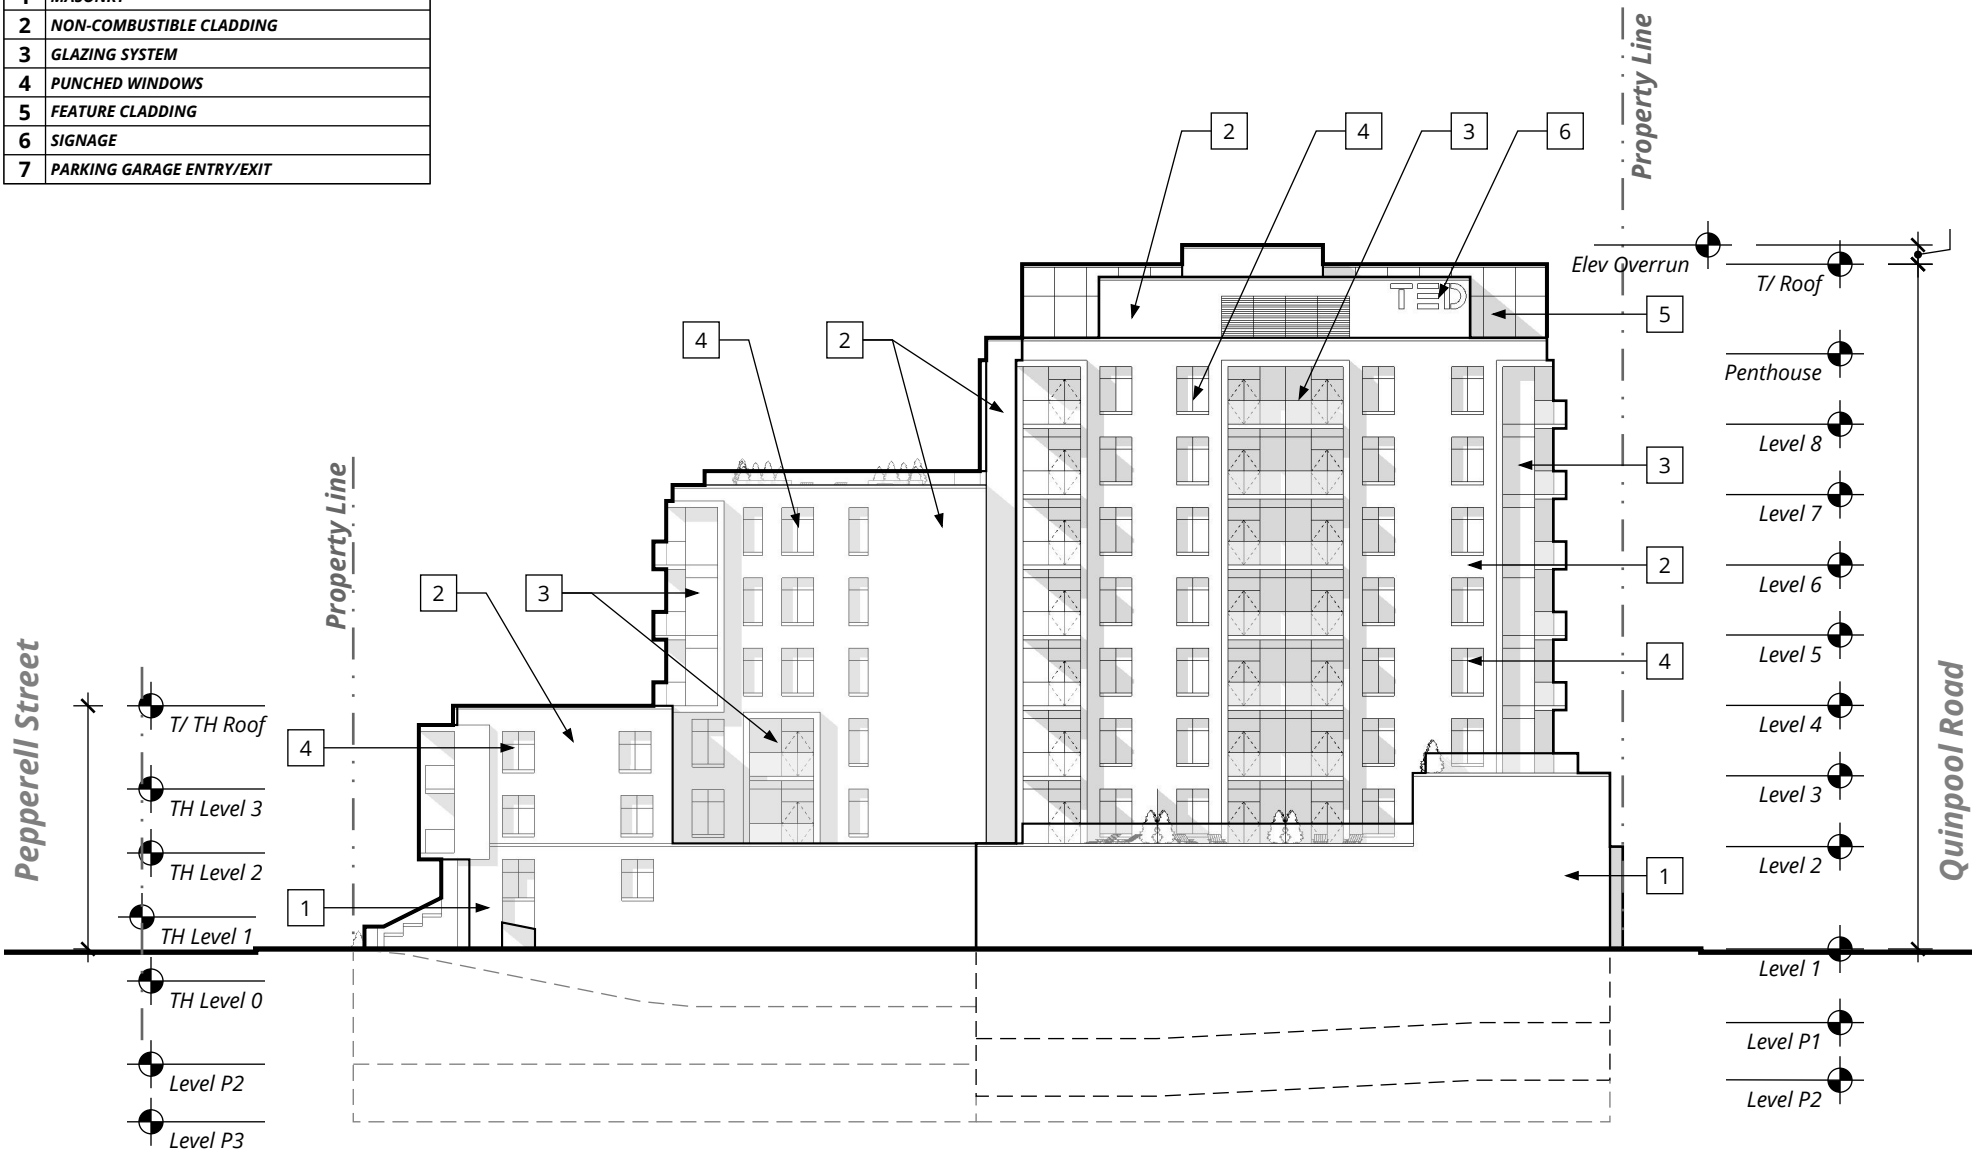 1 MASONRY
2 NON-COMBUSTIBLE CLADDING
3 GLAZING SYSTEM
4 PUNCHED WINDOWS
5 FEATURE CLADDING
6 SIGNAGE
7 PARKING GARAGE ENTRY/EXIT
Property Line
2 4 3 6
Elev Overrun
T/ Roof
TED
5
4 2
Penthouse
Level 8
3
Property Line
Level 7
2
Level 6
2 3
Level 5
4
Pepperell Street
Quinpool Road
T/ TH Roof
Level 4
4
TH Level 3
Level 3
TH Level 2
Level 2
1
1
TH Level 1
Level 1
TH Level 0
Level P1
Level P2
Level P2
Level P3